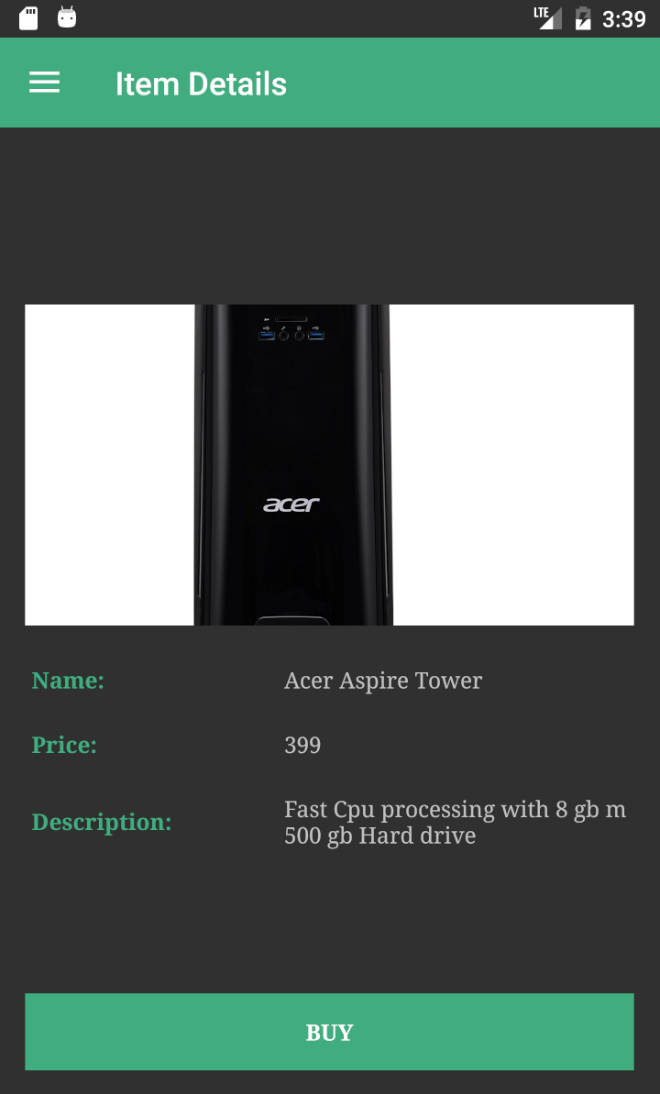 LTE 3:39
Item Details
acer
Name: Acer Aspire Tower
Price: 399
Description: Fast Cpu processing with 8 gb m
500 gb Hard drive
BUY